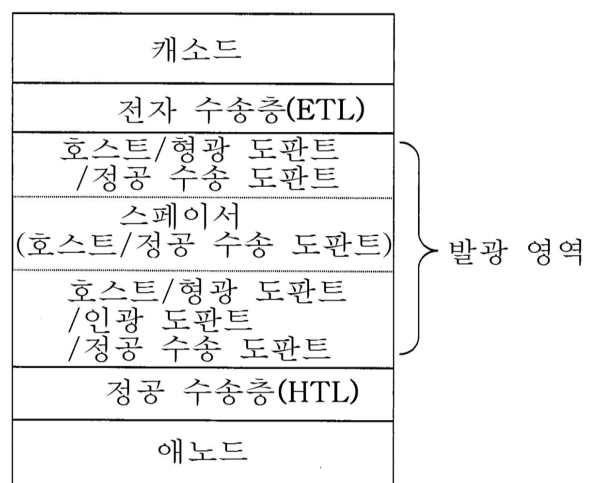 캐소드
전자 수송층(ETL)
호스트/형광 도판트
/정공 수송 도판트
스페이서
(호스트/정공 수송 도판트)
호스트/형광 도판트
/인광 도판트
/정공 수송 도판트
발광 영역
정공 수송층(HTL)
애노드